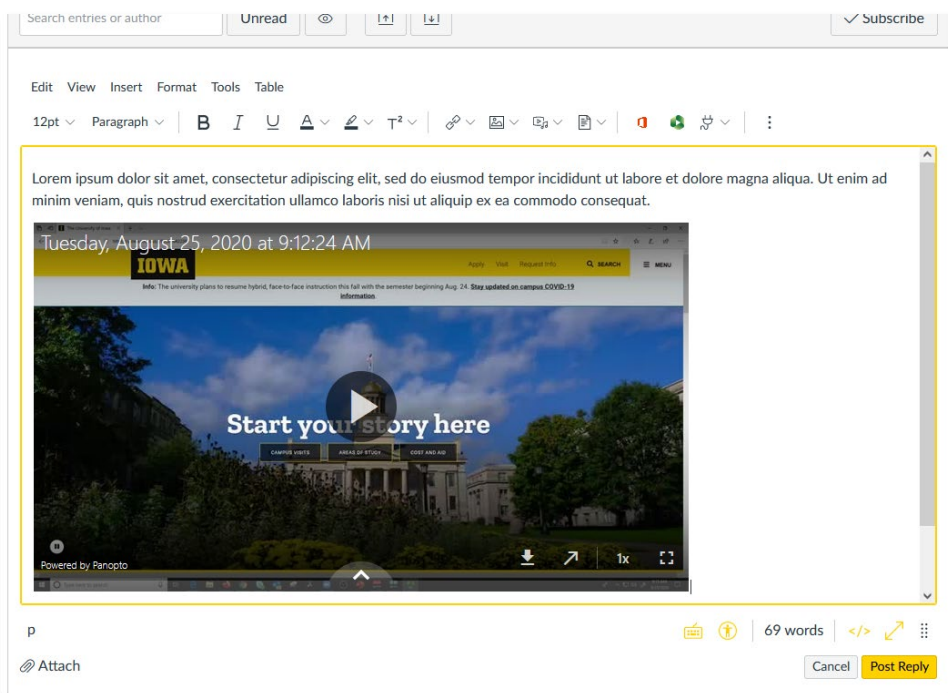 Search entries or author Unread Subscribe
Edit View Insert Format Tools Table
12pt Paragraph B I U A T²
Lorem ipsum dolor sit amet, consectetur adipiscing elit, sed do eiusmod tempor incididunt ut labore et dolore magna aliqua. Ut enim ad
minim veniam, quis nostrud exercitation ullamco laboris nisi ut aliquip ex ea commodo consequat.
Tuesday, August 25, 2020 at 9:12:24 AM
IOWA Apply Visit Request Info SEARCH MENU
Info: The university plans to resume hybrid, face-to-face instruction this fall with the semester beginning Aug. 24. Stay updated on campus COVID-19
information.
Start your story here
CAMPUS VISITS AREAS OF STUDY COST AND AID
Powered by Panopto 1x
p 69 words </>
Attach Cancel Post Reply